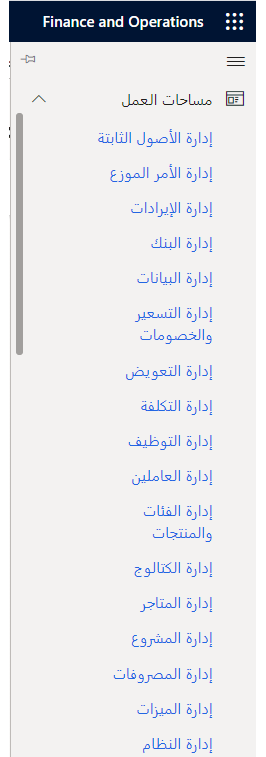 Finance and Operations
مساحات العمل
إدارة الأصول الثابتة
إدارة الأمر الموزع
إدارة الإيرادات
إدارة البنك
إدارة البيانات
إدارة التسعير
والخصومات
إدارة التعويض
إدارة التكلفة
إدارة التوظيف
إدارة العاملين
إدارة الفئات
والمنتجات
إدارة الكتالوج
إدارة المتاجر
إدارة المشروع
إدارة المصروفات
إدارة الميزات
إدارة النظام